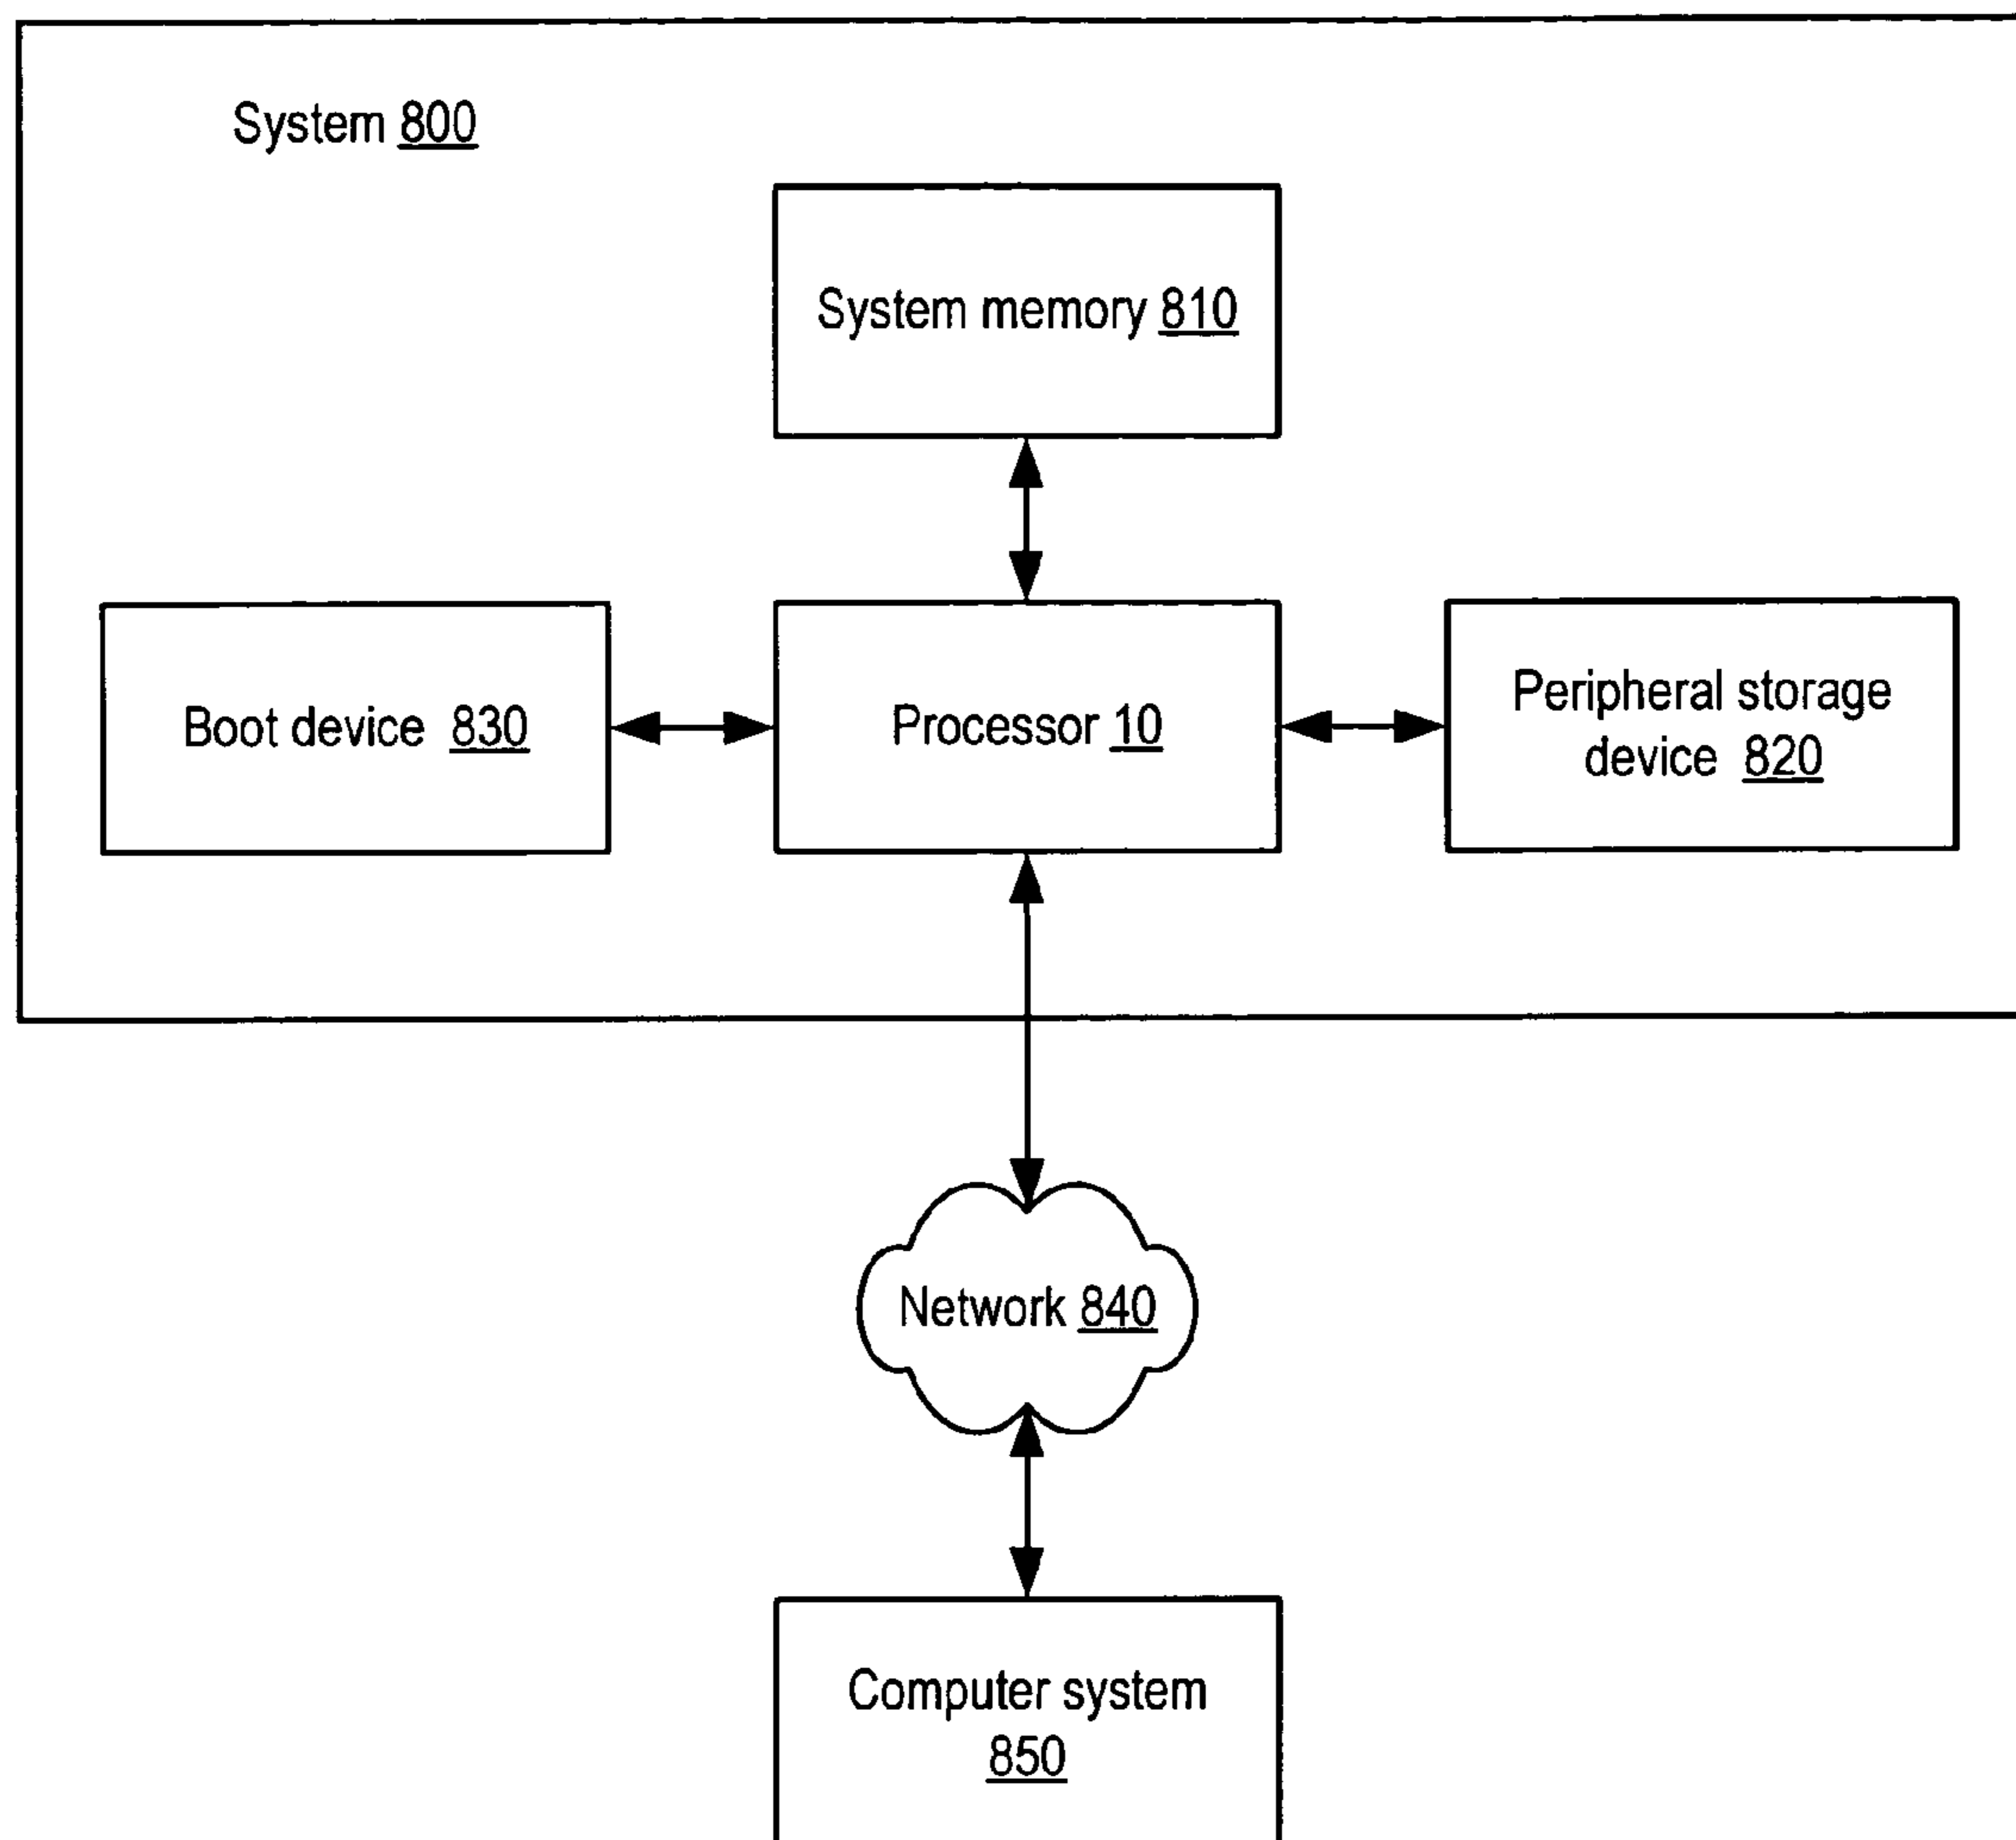 System 800
System memory 810
Boot device 830
Processor 10
Peripheral storage
device 820
Network 840
Computer system
850